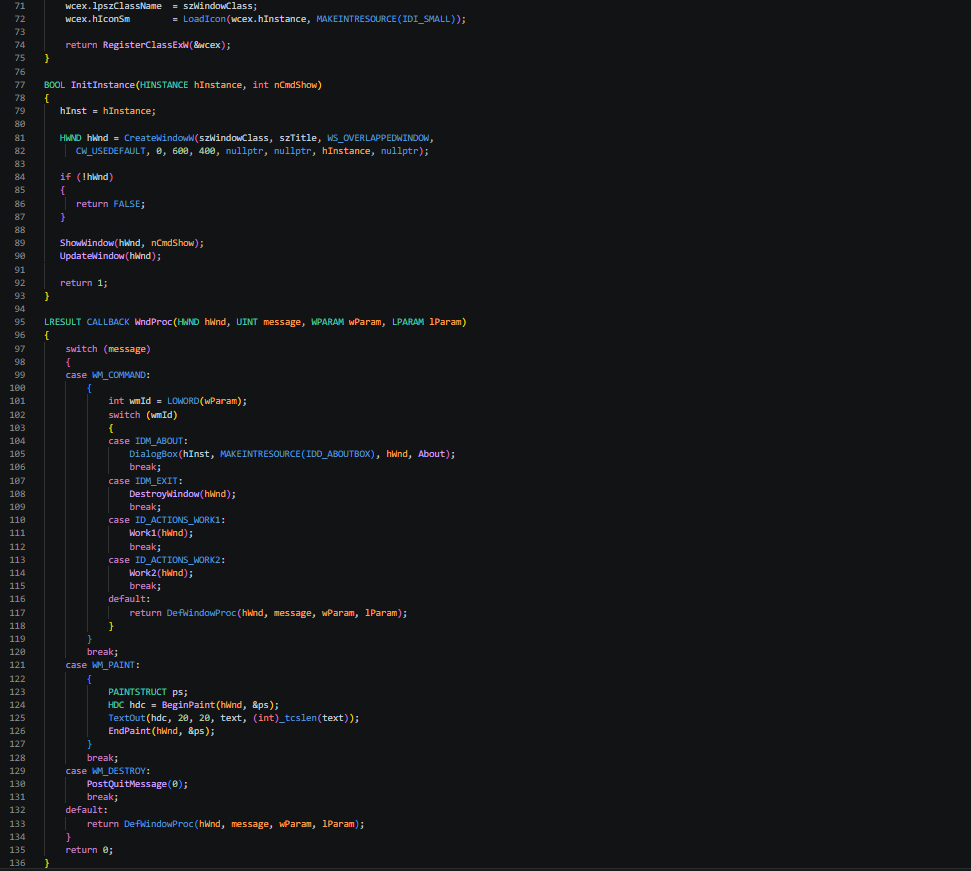 71 wcex.lpszClassName = szWindowClass;
72 wcex.hIconSm = LoadIcon(wcex.hInstance, MAKEINTRESOURCE(IDI_SMALL));
73
74 return RegisterClassExW(&wcex);
75 }
76
77 BOOL InitInstance(HINSTANCE hInstance, int nCmdShow)
78 {
79 hInst = hInstance;
80
81 HWND hWnd = CreateWindowW(szWindowClass, szTitle, WS_OVERLAPPEDWINDOW,
82 CW_USEDEFAULT, 0, 600, 400, nullptr, nullptr, hInstance, nullptr);
83
84 if (!hWnd)
85 {
86 return FALSE;
87 }
88
89 ShowWindow(hWnd, nCmdShow);
90 UpdateWindow(hWnd);
91
92 return 1;
93 }
94
95 LRESULT CALLBACK WndProc(HWND hWnd, UINT message, WPARAM wParam, LPARAM lParam)
96 {
97 switch (message)
98 {
99 case WM_COMMAND:
100 {
101 int wmId = LOWORD(wParam);
102 switch (wmId)
103 {
104 case IDM_ABOUT:
105 DialogBox(hInst, MAKEINTRESOURCE(IDD_ABOUTBOX), hWnd, About);
106 break;
107 case IDM_EXIT:
108 DestroyWindow(hWnd);
109 break;
110 case ID_ACTIONS_WORK1:
111 Work1(hWnd);
112 break;
113 case ID_ACTIONS_WORK2:
114 Work2(hWnd);
115 break;
116 default:
117 return DefWindowProc(hWnd, message, wParam, lParam);
118 }
119 }
120 break;
121 case WM_PAINT:
122 {
123 PAINTSTRUCT ps;
124 HDC hdc = BeginPaint(hWnd, &ps);
125 TextOut(hdc, 20, 20, text, (int)_tcslen(text));
126 EndPaint(hWnd, &ps);
127 }
128 break;
129 case WM_DESTROY:
130 PostQuitMessage(0);
131 break;
132 default:
133 return DefWindowProc(hWnd, message, wParam, lParam);
134 }
135 return 0;
136 }